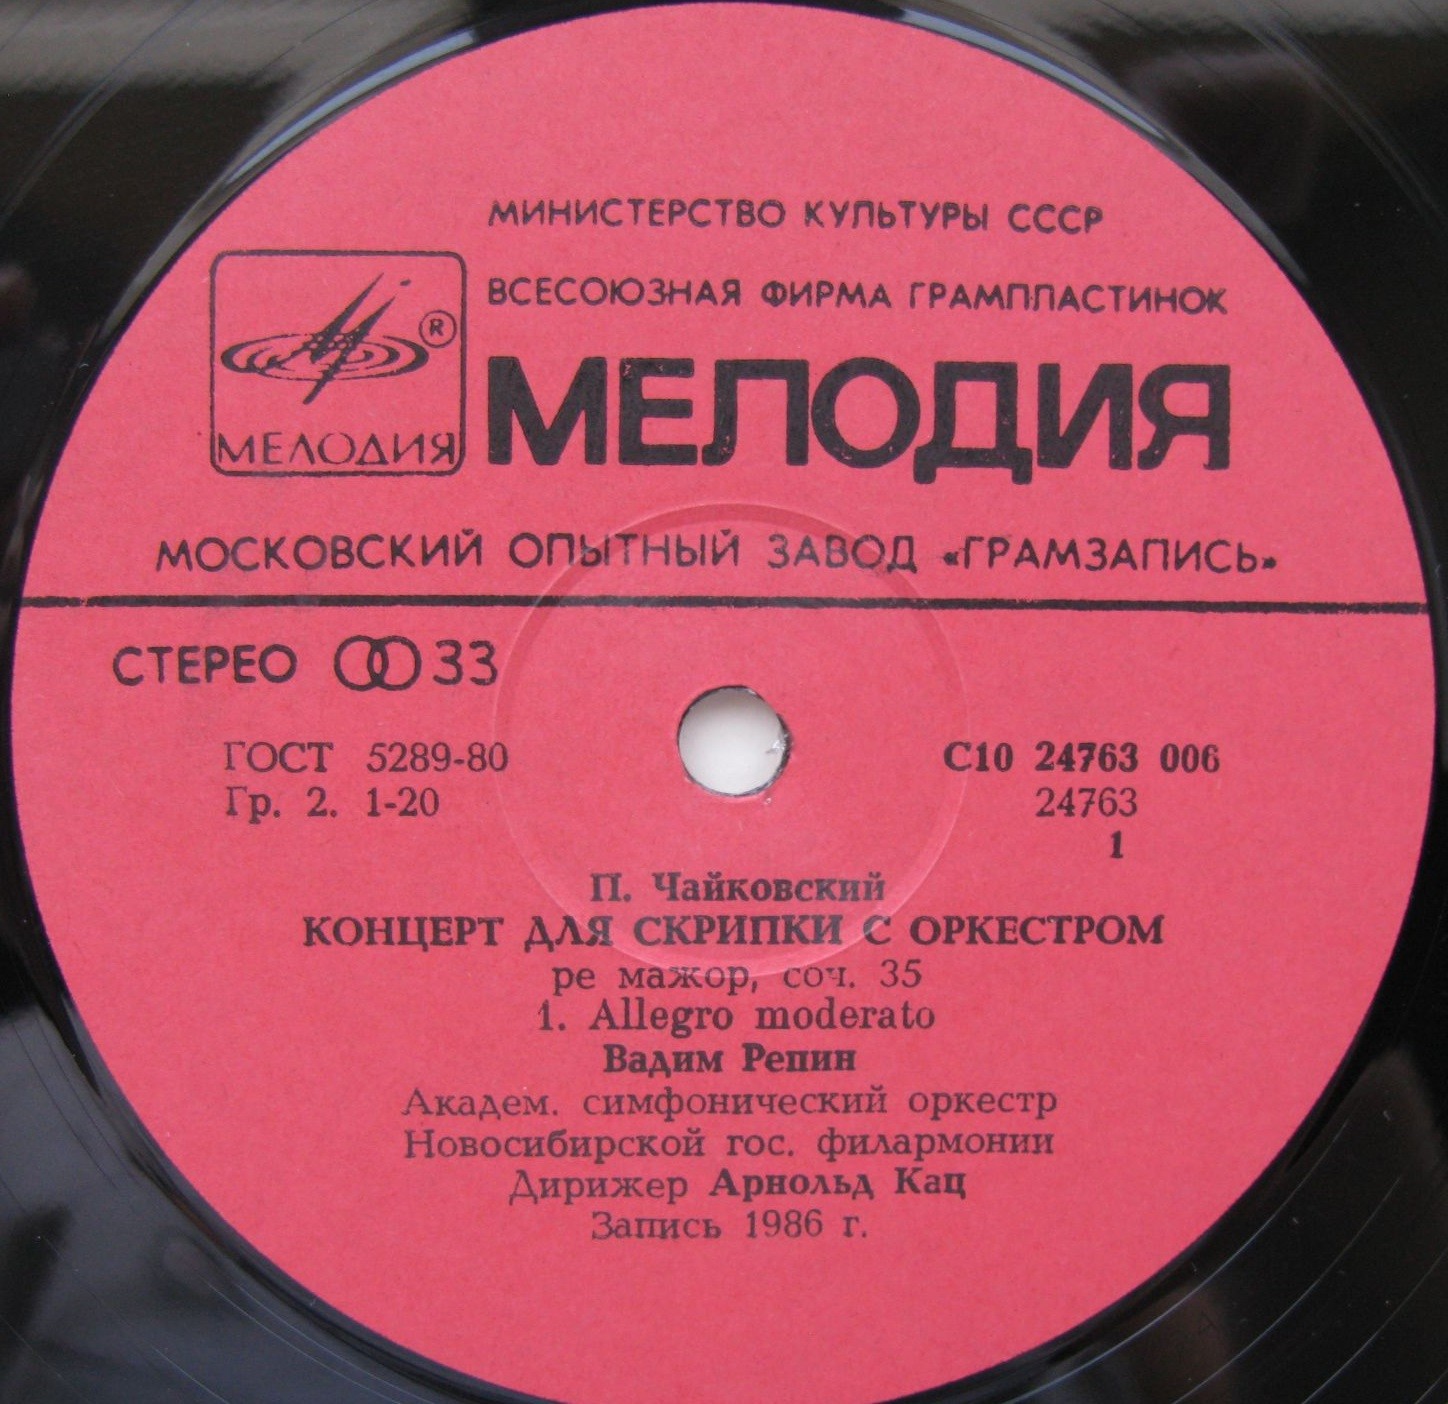 МИНИСТЕРСТВО КУЛЬТУРЫ СССР
ВСЕСОЮЗНАЯ ФИРМА ГРАМПЛАСТИНОК
®
МЕЛОДИЯ
МЕЛОДИЯ
МОСКОВСКИЙ ОПЫТНЫЙ ЗАВОД «ГРАМЗАПИСЬ»
СТЕРЕО 33
ГОСТ 5289-80
Гр. 2. 1-20
С10 24763 006
24763
1
П. Чайковский
КОНЦЕРТ ДЛЯ СКРИПКИ С ОРКЕСТРОМ
ре мажор, соч. 35
1. Allegro moderato
Вадим Репин
Академ. симфонический оркестр
Новосибирской гос. филармонии
Дирижер Арнольд Кац
Запись 1986 г.